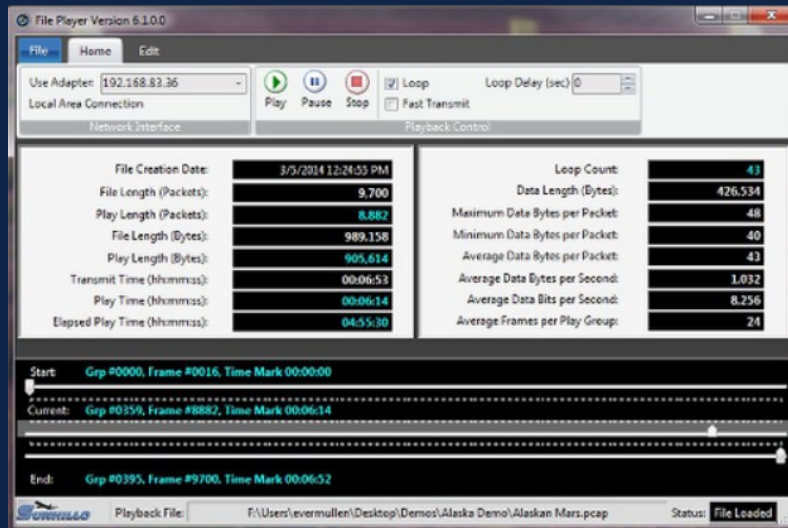 File Player Version 6.1.0.0
File Home Edit
Use Adapter: 192.168.83.36
Local Area Connection
Network Interface
Play Pause Stop
Loop
Loop Delay (sec) 0
Fast Transmit
Playback Control
File Creation Date: 3/5/2014 12:24:55 PM
File Length (Packets): 9,700
Play Length (Packets): 8,882
File Length (Bytes): 989,158
Play Length (Bytes): 905,614
Transmit Time (hh:mm:ss): 00:06:53
Play Time (hh:mm:ss): 00:06:14
Elapsed Play Time (hh:mm:ss): 04:55:30
Loop Count: 43
Data Length (Bytes): 426,534
Maximum Data Bytes per Packet: 48
Minimum Data Bytes per Packet: 40
Average Data Bytes per Packet: 43
Average Data Bytes per Second: 1,032
Average Data Bits per Second: 8,256
Average Frames per Play Group: 24
Start: Grp #0000, Frame #0016, Time Mark 00:00:00
Current: Grp #0359, Frame #8882, Time Mark 00:06:14
End: Grp #0395, Frame #9700, Time Mark 00:06:52
SUNHILLO Playback File: F:\Users\evermullen\Desktop\Demos\Alaska Demo\Alaskan Mars.pcap Status: File Loaded